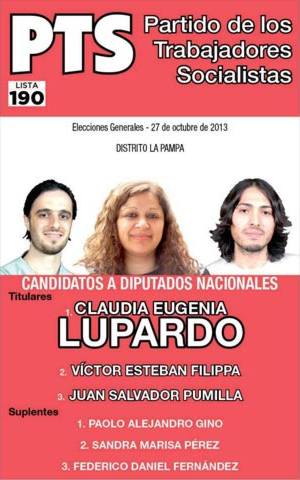 PTS
Partido de los
Trabajadores
Socialistas
LISTA
190
Elecciones Generales - 27 de octubre de 2013
DISTRITO LA PAMPA
CANDIDATOS A DIPUTADOS NACIONALES
Titulares
1. CLAUDIA EUGENIA
LUPARDO
2. VÍCTOR ESTEBAN FILIPPA
3. JUAN SALVADOR PUMILLA
Suplentes
1. PAOLO ALEJANDRO GINO
2. SANDRA MARISA PÉREZ
3. FEDERICO DANIEL FERNÁNDEZ